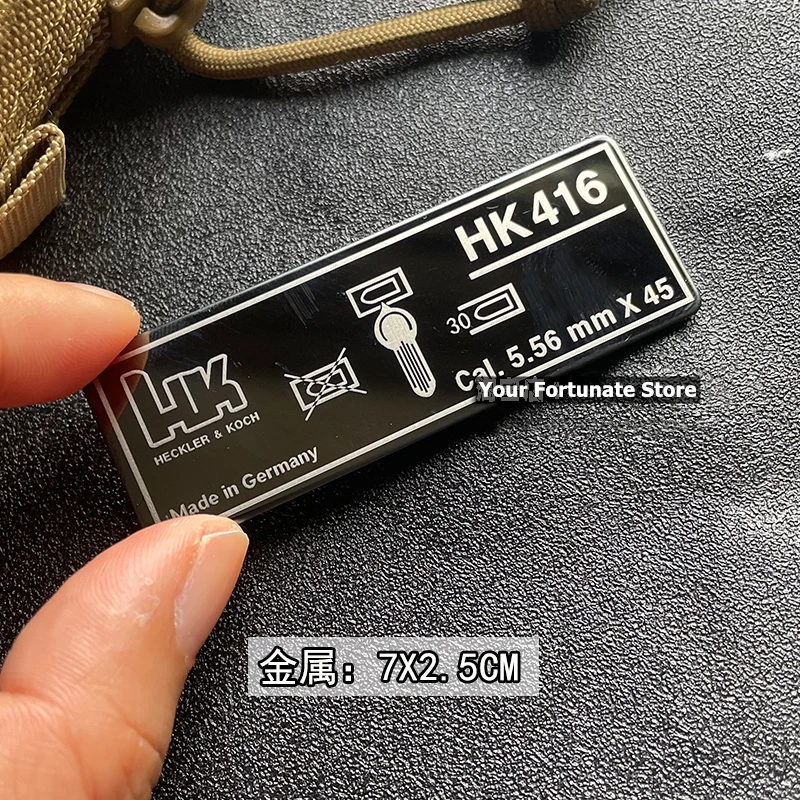 HK416
30
Cal. 5.56 mm X 45
HK
HECKLER & KOCH
Made in Germany
Your Fortunate Store
金属：7X2.5CM